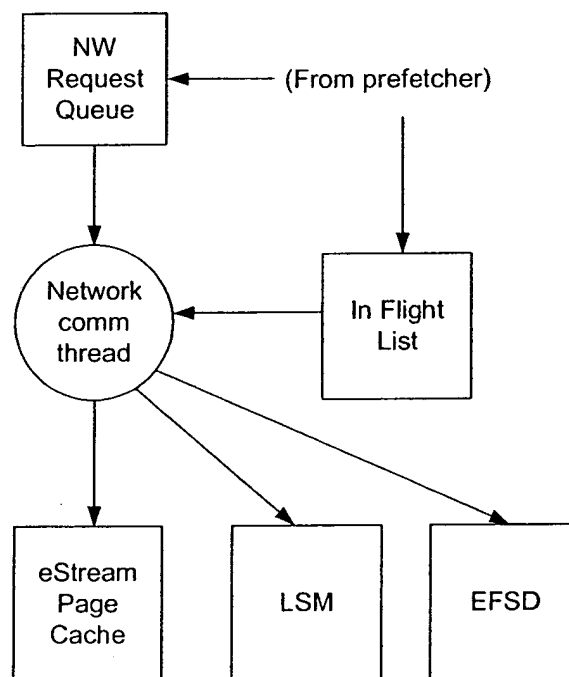 NW
Request
Queue
(From prefetcher)
Network
comm
thread
In Flight
List
eStream
Page
Cache
LSM
EFSD